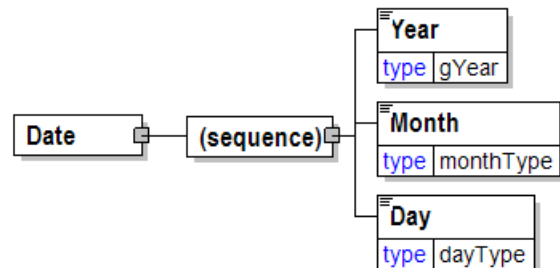 Date
(sequence)
Year
type gYear
Month
type monthType
Day
type dayType